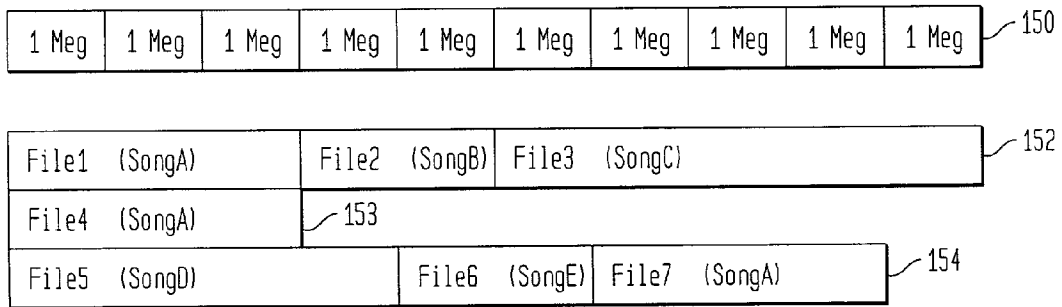 1 Meg 1 Meg 1 Meg 1 Meg 1 Meg 1 Meg 1 Meg 1 Meg 1 Meg 1 Meg 150
File1 (SongA) File2 (SongB) File3 (SongC) 152
File4 (SongA) 153
File5 (SongD) File6 (SongE) File7 (SongA) 154